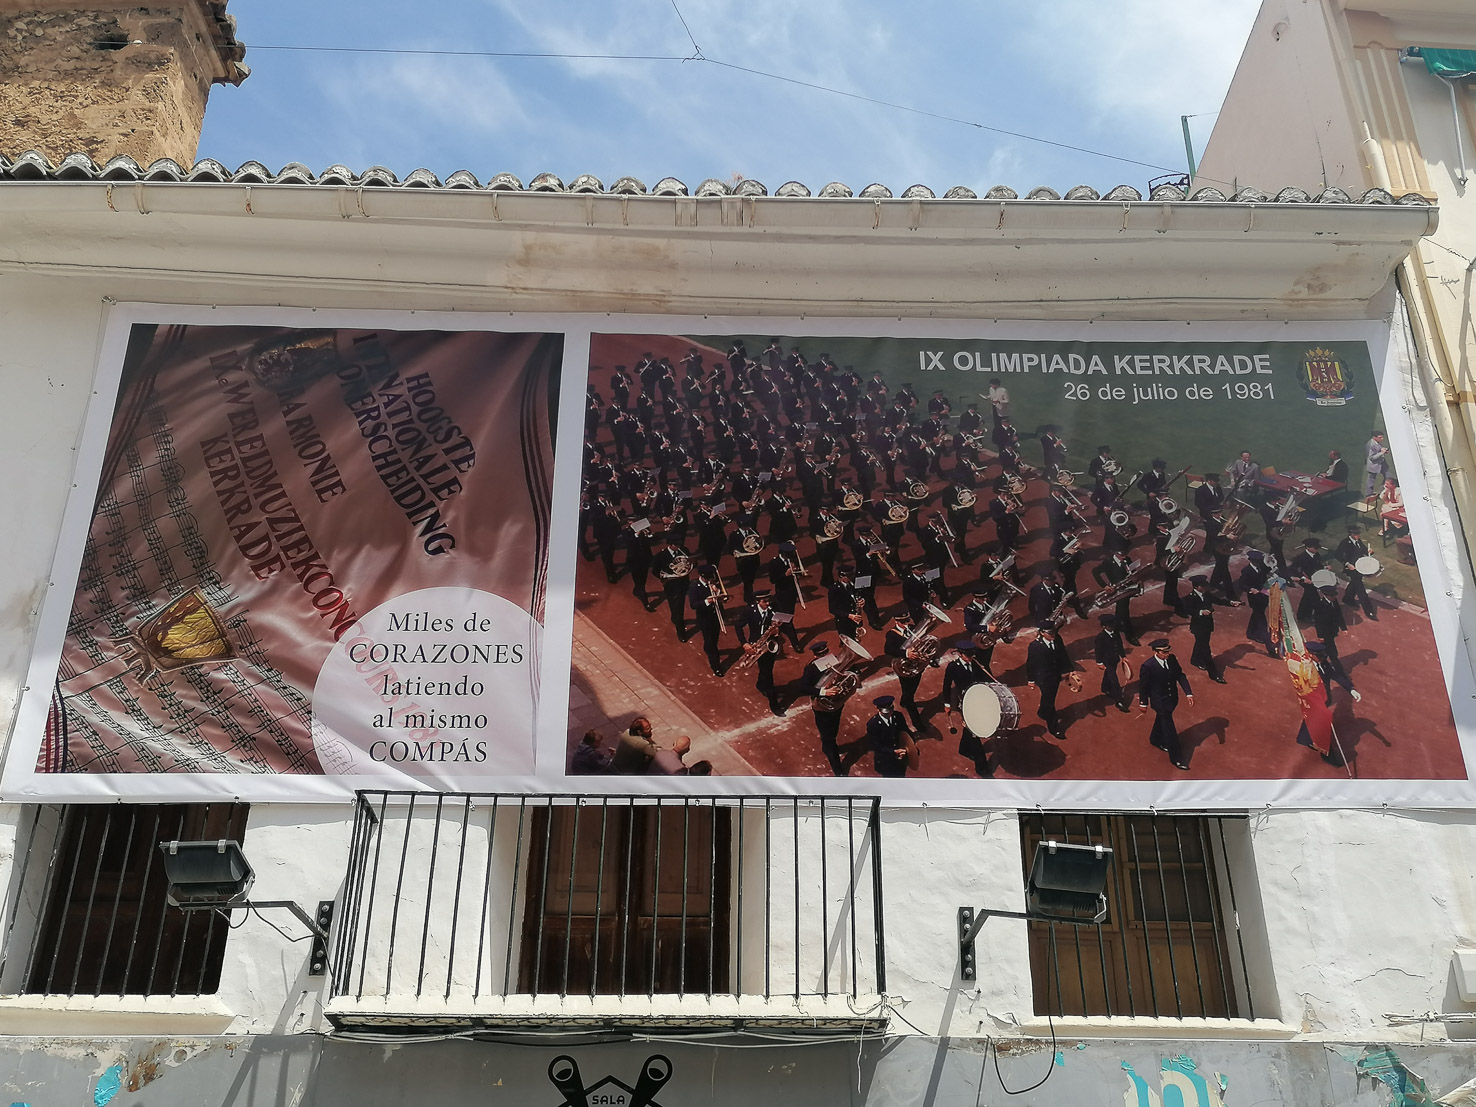 HOOGSTE
INTERNATIONALE
ONDERSCHEIDING
HARMONIE
IXe WERELDMUZIEKCONCOURS
KERKRADE
Miles de
CORAZONES
latiendo
al mismo
COMPÁS
IX OLIMPIADA KERKRADE
26 de julio de 1981
SALA